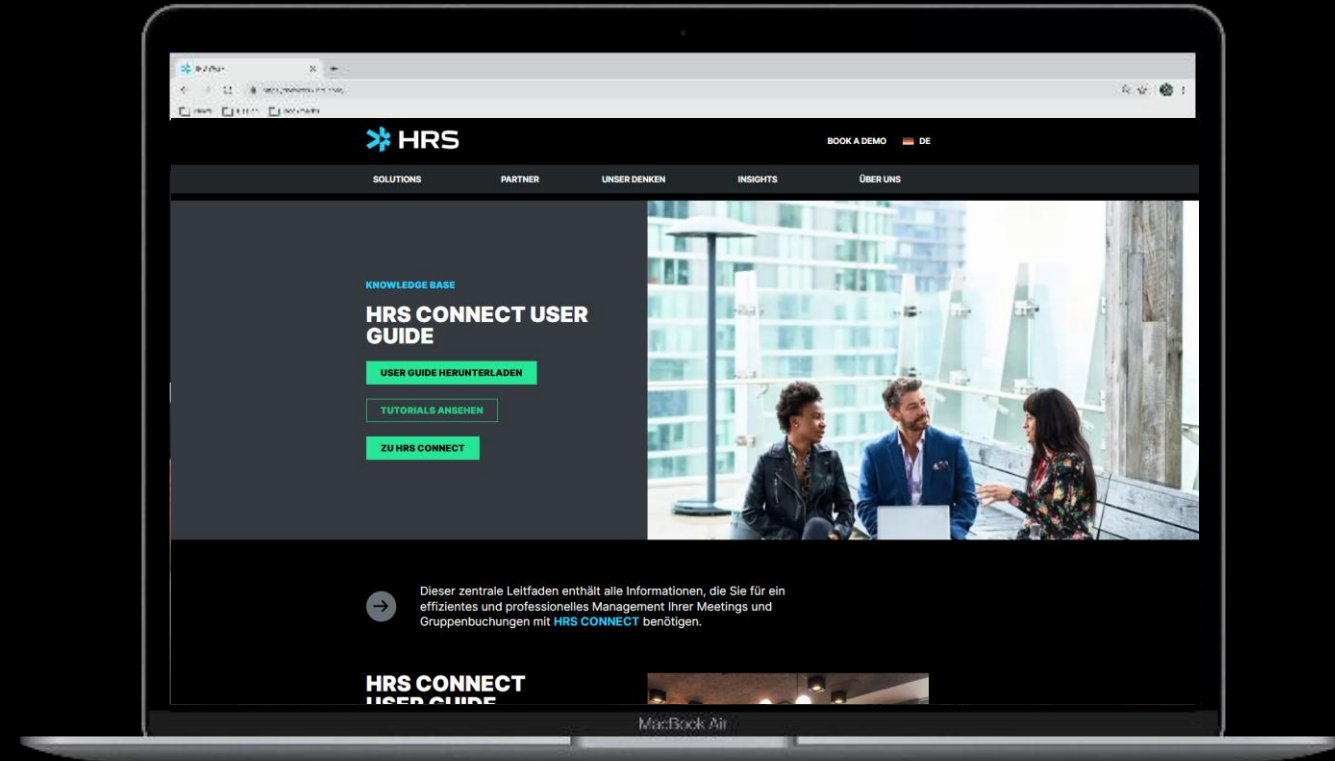 HRS
BOOK A DEMO DE
SOLUTIONS PARTNER UNSER DENKEN INSIGHTS ÜBER UNS
KNOWLEDGE BASE
HRS CONNECT USER
GUIDE
USER GUIDE HERUNTERLADEN
TUTORIALS ANSEHEN
ZU HRS CONNECT
Dieser zentrale Leitfaden enthält alle Informationen, die Sie für ein
effizientes und professionelles Management Ihrer Meetings und
Gruppenbuchungen mit HRS CONNECT benötigen.
HRS CONNECT
USER GUIDE
MacBook Air